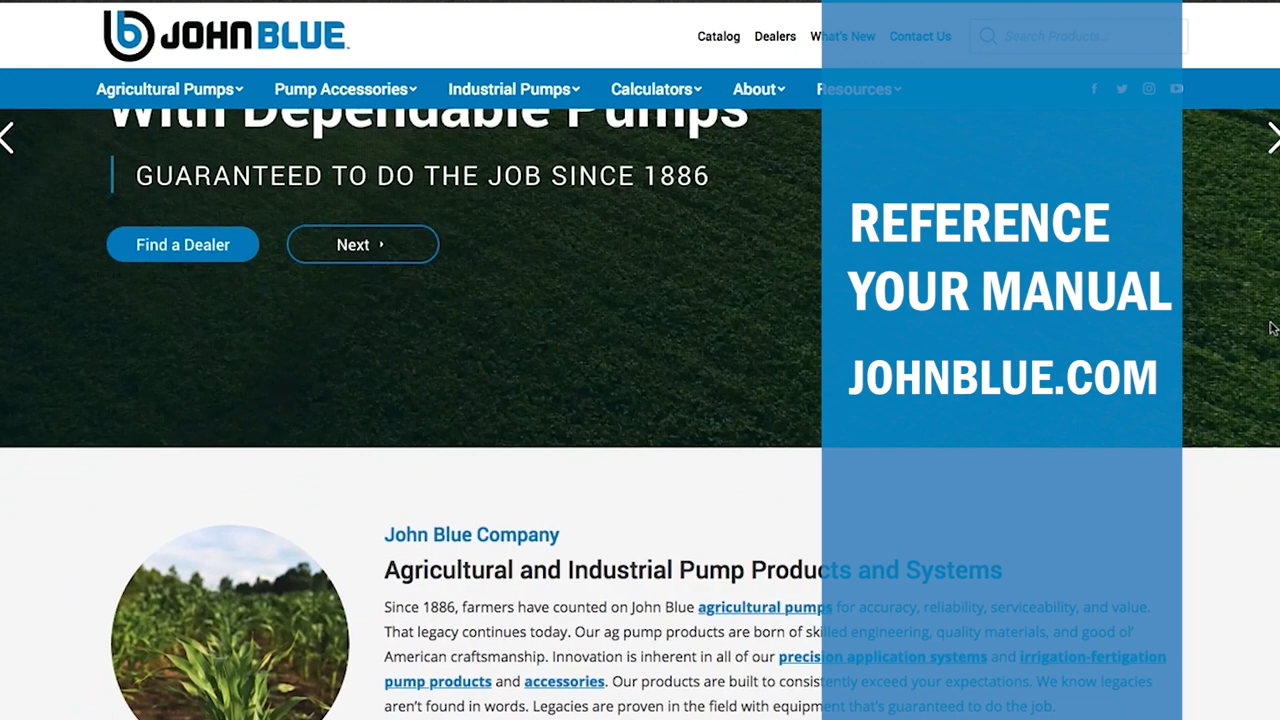 JOHN BLUE
Catalog Dealers What's New Contact Us Search Products...
Agricultural Pumps Pump Accessories Industrial Pumps Calculators About Resources
With Dependable Pumps
GUARANTEED TO DO THE JOB SINCE 1886
Find a Dealer Next
REFERENCE
YOUR MANUAL
JOHNBLUE.COM
John Blue Company
Agricultural and Industrial Pump Products and Systems
Since 1886, farmers have counted on John Blue agricultural pumps for accuracy, reliability, serviceability, and value.
That legacy continues today. Our ag pump products are born of skilled engineering, quality materials, and good ol'
American craftsmanship. Innovation is inherent in all of our precision application systems and irrigation-fertigation
pump products and accessories. Our products are built to consistently exceed your expectations. We know legacies
aren't found in words. Legacies are proven in the field with equipment that's guaranteed to do the job.